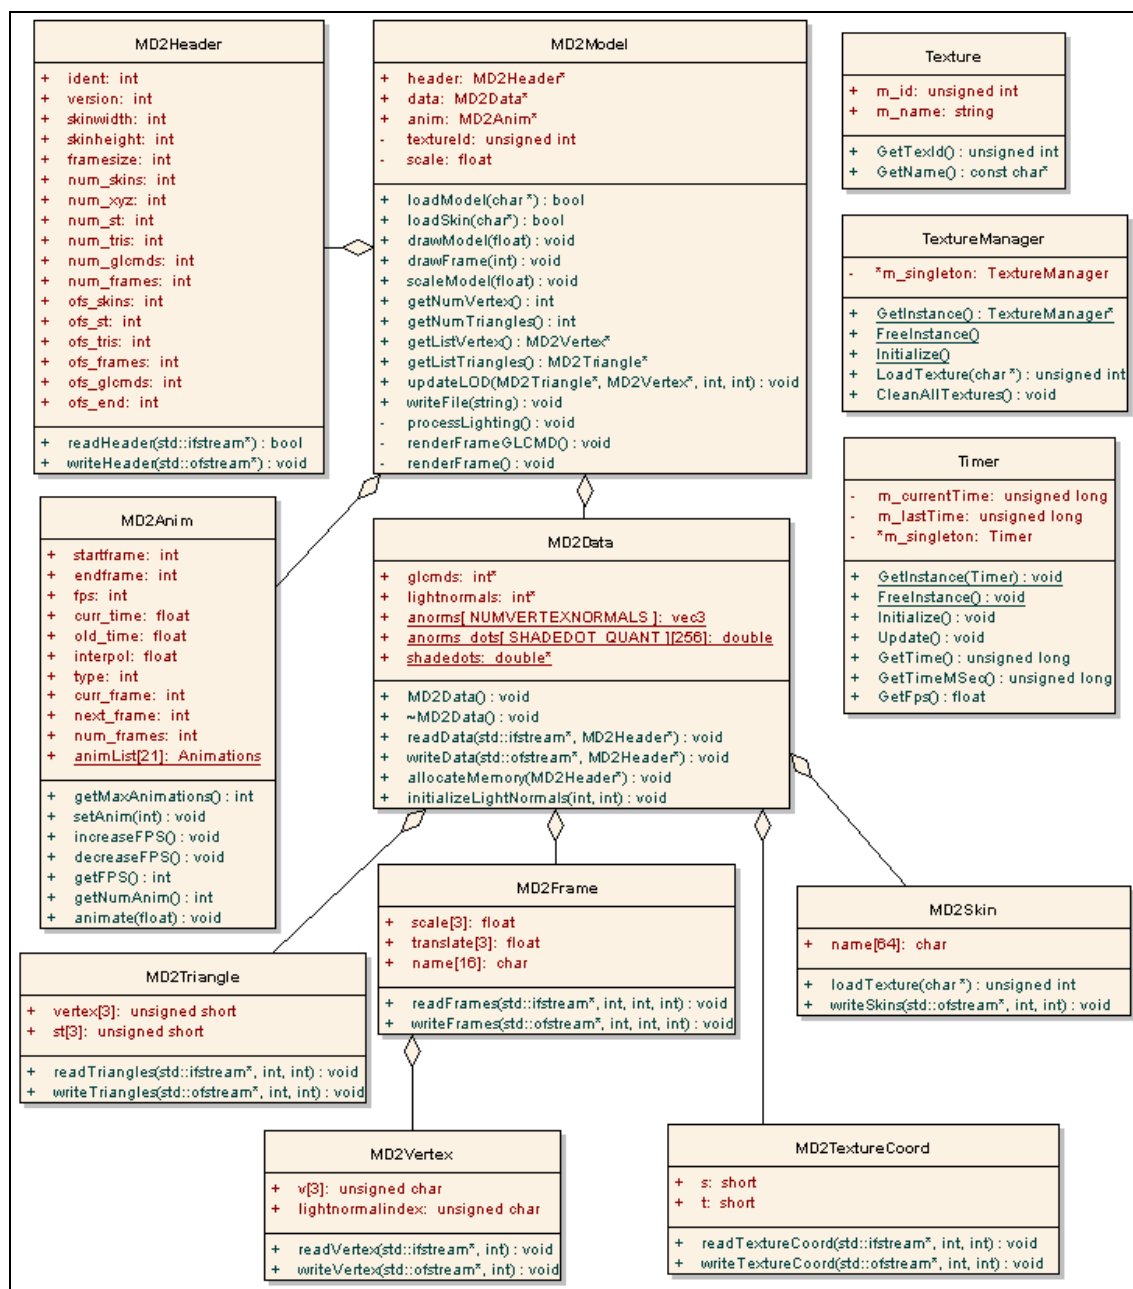 MD2Header
+ ident: int
+ version: int
+ skinwidth: int
+ skinheight: int
+ framesize: int
+ num_skins: int
+ num_xyz: int
+ num_st: int
+ num_tris: int
+ num_glcmds: int
+ num_frames: int
+ ofs_skins: int
+ ofs_st: int
+ ofs_tris: int
+ ofs_frames: int
+ ofs_glcmds: int
+ ofs_end: int
+ readHeader(std::ifstream*) : bool
+ writeHeader(std::ofstream*) : void
MD2Model
+ header: MD2Header*
+ data: MD2Data*
+ anim: MD2Anim*
- textureId: unsigned int
- scale: float
+ loadModel(char *) : bool
+ loadSkin(char*) : bool
+ drawModel(float) : void
+ drawFrame(int) : void
+ scaleModel(float) : void
+ getNumVertex() : int
+ getNumTriangles() : int
+ getListVertex() : MD2Vertex*
+ getListTriangles() : MD2Triangle*
+ updateLOD(MD2Triangle*, MD2Vertex*, int, int) : void
+ writeFile(string) : void
- processLighting() : void
- renderFrameGLCMD() : void
- renderFrame() : void
Texture
+ m_id: unsigned int
+ m_name: string
+ GetTexId() : unsigned int
+ GetName() : const char*
TextureManager
- *m_singleton: TextureManager
+ GetInstance() : TextureManager*
+ FreeInstance()
+ Initialize()
+ LoadTexture(char *) : unsigned int
+ CleanAllTextures() : void
Timer
- m_currentTime: unsigned long
- m_lastTime: unsigned long
- *m_singleton: Timer
+ GetInstance(Timer) : void
+ FreeInstance() : void
+ Initialize() : void
+ Update() : void
+ GetTime() : unsigned long
+ GetTimeMSec() : unsigned long
+ GetFps() : float
MD2Anim
+ startframe: int
+ endframe: int
+ fps: int
+ curr_time: float
+ old_time: float
+ interpol: float
+ type: int
+ curr_frame: int
+ next_frame: int
+ num_frames: int
+ animList[21]: Animations
+ getMaxAnimations() : int
+ setAnim(int) : void
+ increaseFPS() : void
+ decreaseFPS() : void
+ getFPS() : int
+ getNumAnim() : int
+ animate(float) : void
MD2Data
+ glcmds: int*
+ lightnormals: int*
+ anorms[ NUMVERTEXNORMALS ]: vec3
+ anorms_dots[ SHADEDOT_QUANT ][256]: double
+ shadedots: double*
+ MD2Data() : void
+ ~MD2Data() : void
+ readData(std::ifstream*, MD2Header*) : void
+ writeData(std::ofstream*, MD2Header*) : void
+ allocateMemory(MD2Header*) : void
+ initializeLightNormals(int, int) : void
MD2Frame
+ scale[3]: float
+ translate[3]: float
+ name[16]: char
+ readFrames(std::ifstream*, int, int, int) : void
+ writeFrames(std::ofstream*, int, int, int) : void
MD2Skin
+ name[64]: char
+ loadTexture(char *) : unsigned int
+ writeSkins(std::ofstream*, int, int) : void
MD2Triangle
+ vertex[3]: unsigned short
+ st[3]: unsigned short
+ readTriangles(std::ifstream*, int, int) : void
+ writeTriangles(std::ofstream*, int, int) : void
MD2Vertex
+ v[3]: unsigned char
+ lightnormalindex: unsigned char
+ readVertex(std::ifstream*, int) : void
+ writeVertex(std::ofstream*, int) : void
MD2TextureCoord
+ s: short
+ t: short
+ readTextureCoord(std::ifstream*, int, int) : void
+ writeTextureCoord(std::ofstream*, int, int) : void